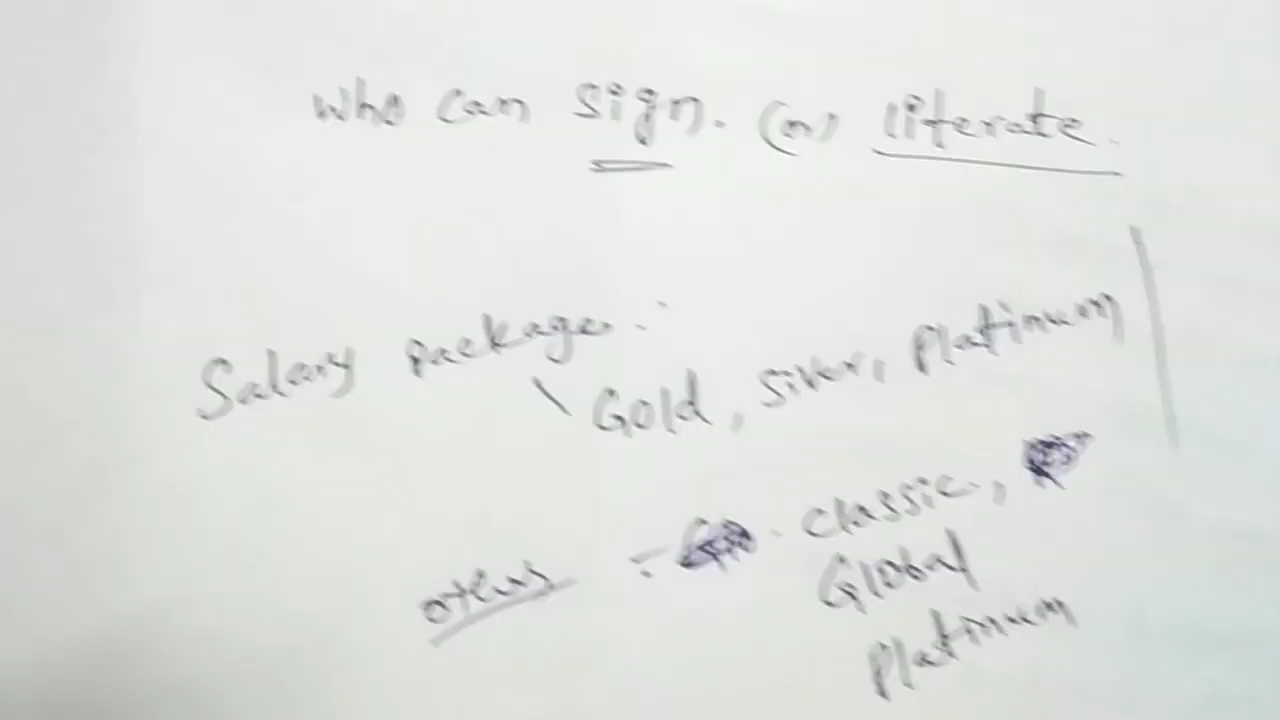 who can sign. (or) literate.
Salary package :
Gold, Silver, Platinum
others :- classic,
Global
Platinum